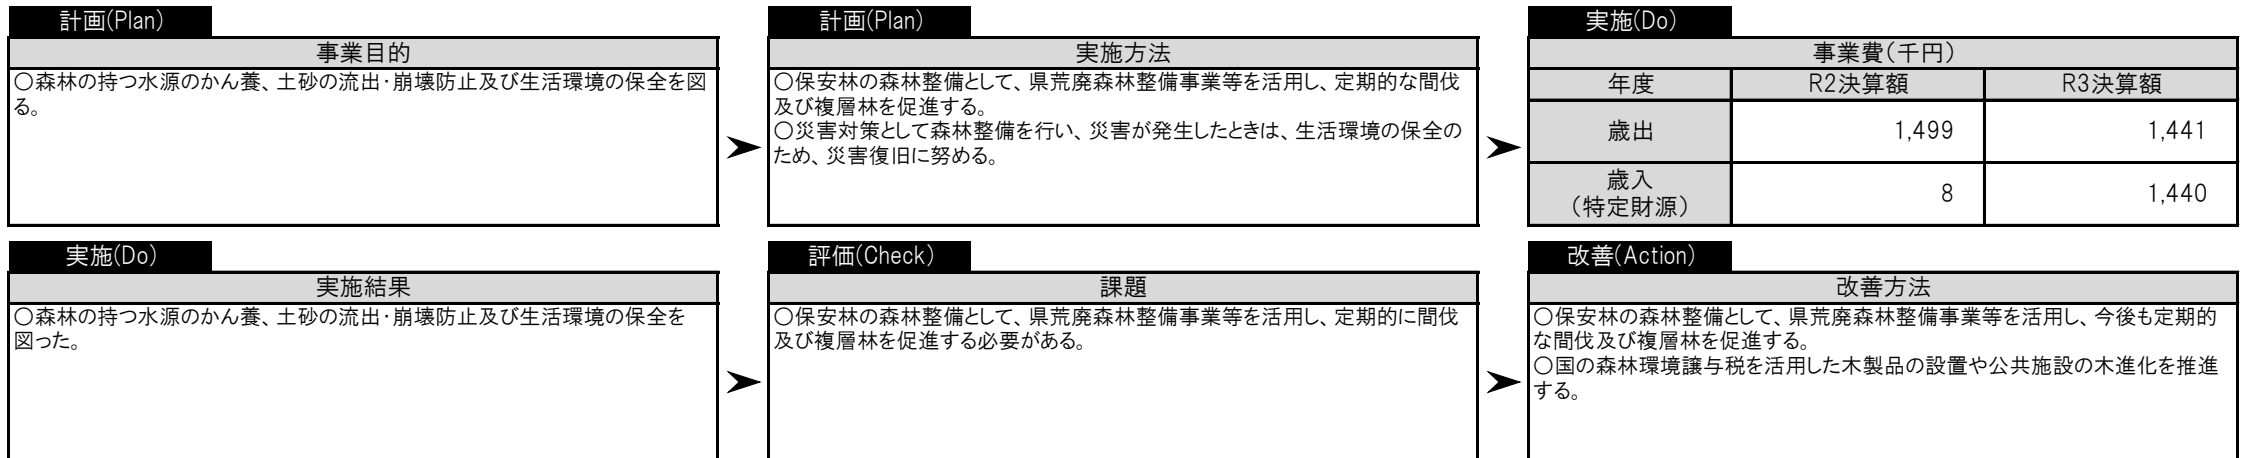 計画(Plan)
事業目的
○森林の持つ水源のかん養、土砂の流出･崩壊防止及び生活環境の保全を図
る。
計画(Plan)
実施方法
○保安林の森林整備として、県荒廃森林整備事業等を活用し、定期的な間伐
及び複層林を促進する。
○災害対策として森林整備を行い、災害が発生したときは、生活環境の保全の
ため、災害復旧に努める。
実施(Do)
事業費(千円)
年度 R2決算額 R3決算額
歳出 1,499 1,441
歳入
(特定財源) 8 1,440
実施(Do)
実施結果
○森林の持つ水源のかん養、土砂の流出･崩壊防止及び生活環境の保全を
図った。
評価(Check)
課題
○保安林の森林整備として、県荒廃森林整備事業等を活用し、定期的に間伐
及び複層林を促進する必要がある。
改善(Action)
改善方法
○保安林の森林整備として、県荒廃森林整備事業等を活用し、今後も定期的
な間伐及び複層林を促進する。
○国の森林環境譲与税を活用した木製品の設置や公共施設の木進化を推進
する。